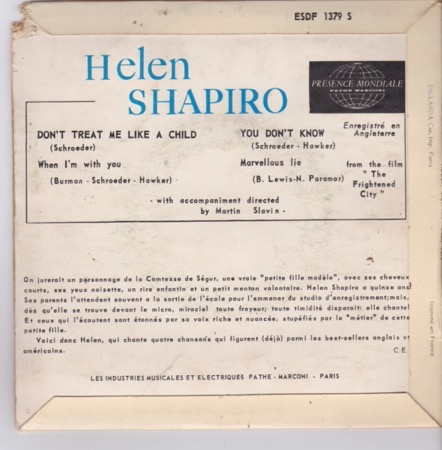 ESDF 1379 S
Helen
SHAPIRO
PRÉSENCE MONDIALE
PATHE MARCONI
DON'T TREAT ME LIKE A CHILD
(Schroeder)
When I'm with you
(Burmon - Schroeder - Hawker)
YOU DON'T KNOW
(Schroeder - Hawker)
Marvellous lie
(B. Lewis-N. Paramor)
Enregistré en
Angleterre
from the film
" The
Frightened
City "
- with accompaniment directed
by Martin Slavin -
On jurerait un personnage de la Comtesse de Ségur, une vraie "petite fille modèle", avec ses cheveux
courts, ses yeux noisette, un rire enfantin et un petit menton volontaire. Helen Shapiro a quinze ans!
Ses parents l'attendent souvent a la sortie de l'école pour l'emmener du studio d'enregistrement;mais,
dès qu'elle se trouve devant le micro, miracle! toute frayeur; toute timidité disparait: elle chante!
Et ceux qui l'écoutent sont étonnés par sa voix riche et nuancée, stupéfiés par le "métier" de cette
petite fille.
Voici donc Helen, qui chante quatre chansons qui figurent (déjà) parmi les best-sellers anglais et
américains.
C.E.
LES INDUSTRIES MUSICALES ET ELECTRIQUES PATHE - MARCONI - PARIS
Imp. Paris
Imprimé en France